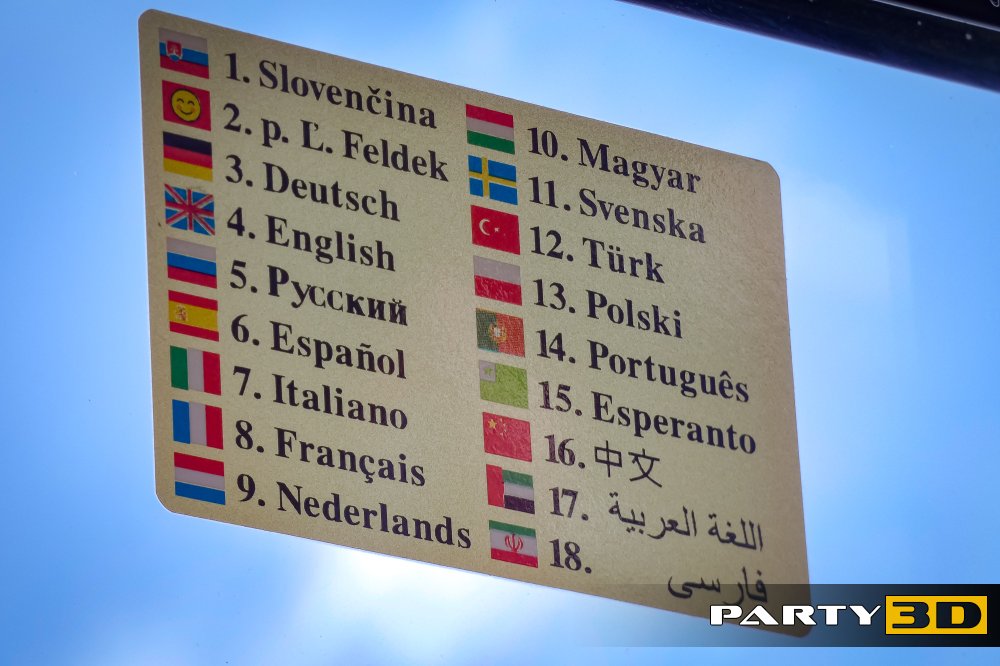 1. Slovenčina
2. p. Ľ. Feldek
3. Deutsch
4. English
5. Русский
6. Español
7. Italiano
8. Français
9. Nederlands
10. Magyar
11. Svenska
12. Türk
13. Polski
14. Português
15. Esperanto
16. 中文
17. اللغة العربية
18. فارسی
PARTY3D